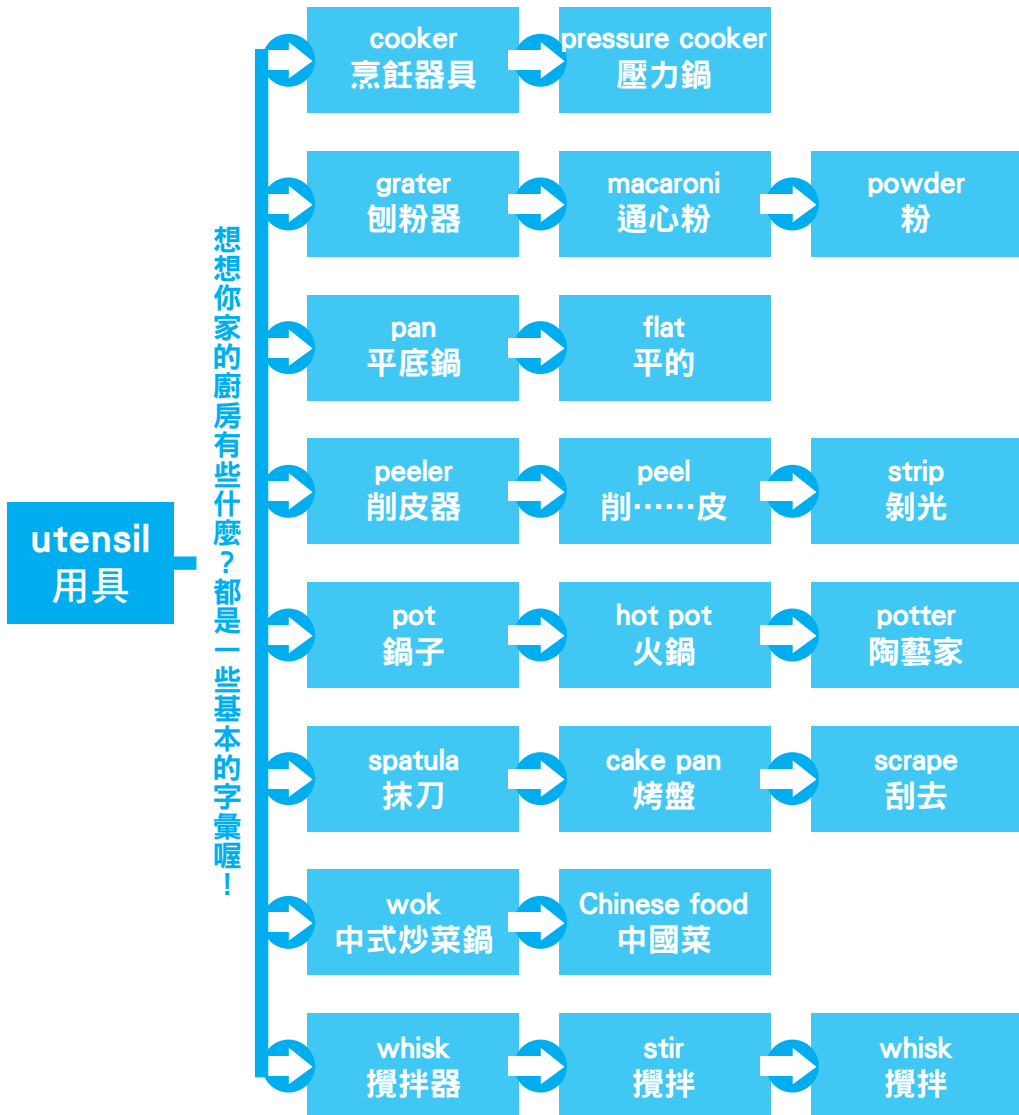 utensil
用具
想想你家的廚房有些什麼？都是一些基本的字彙喔！
cooker
烹飪器具
pressure cooker
壓力鍋
grater
刨粉器
macaroni
通心粉
powder
粉
pan
平底鍋
flat
平的
peeler
削皮器
peel
削……皮
strip
剝光
pot
鍋子
hot pot
火鍋
potter
陶藝家
spatula
抹刀
cake pan
烤盤
scrape
刮去
wok
中式炒菜鍋
Chinese food
中國菜
whisk
攪拌器
stir
攪拌
whisk
攪拌